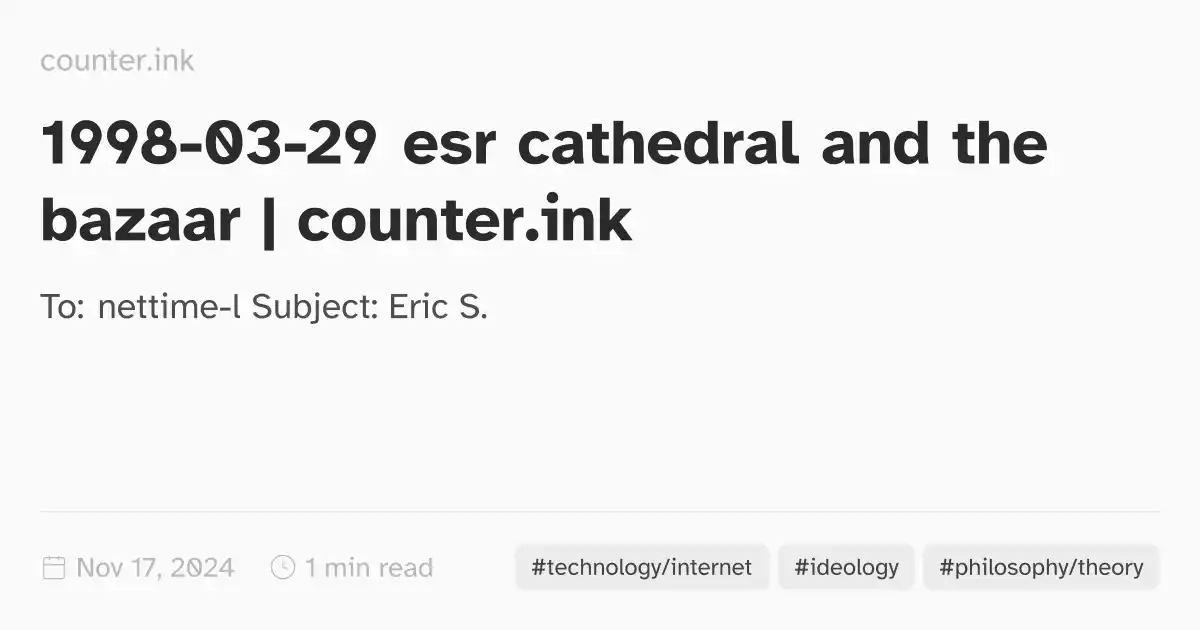 counter.ink
1998-03-29 esr cathedral and the
bazaar | counter.ink
To: nettime-l Subject: Eric S.
Nov 17, 2024
1 min read
#technology/internet
#ideology
#philosophy/theory